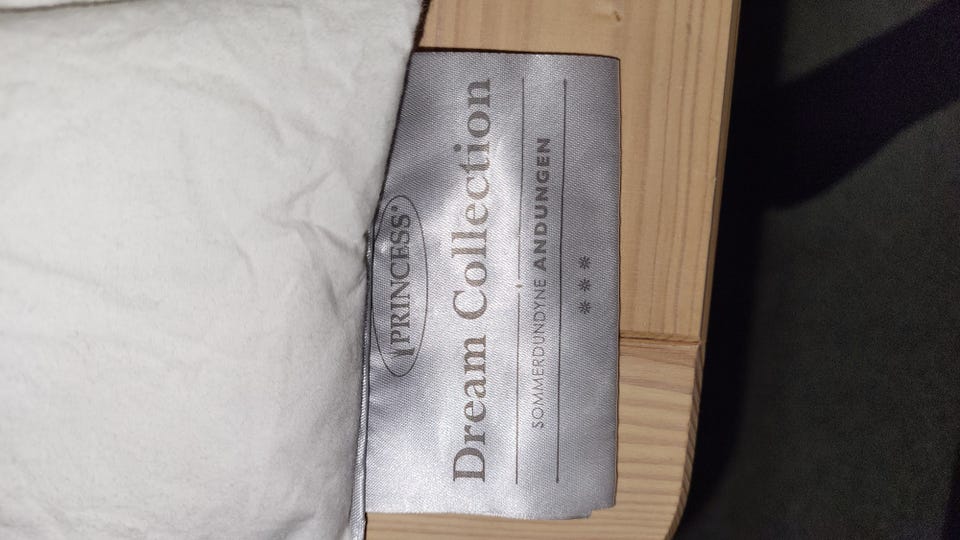 PRINCESS®
Dream Collection
SOMMERDUNDYNE ANDUNGEN
***